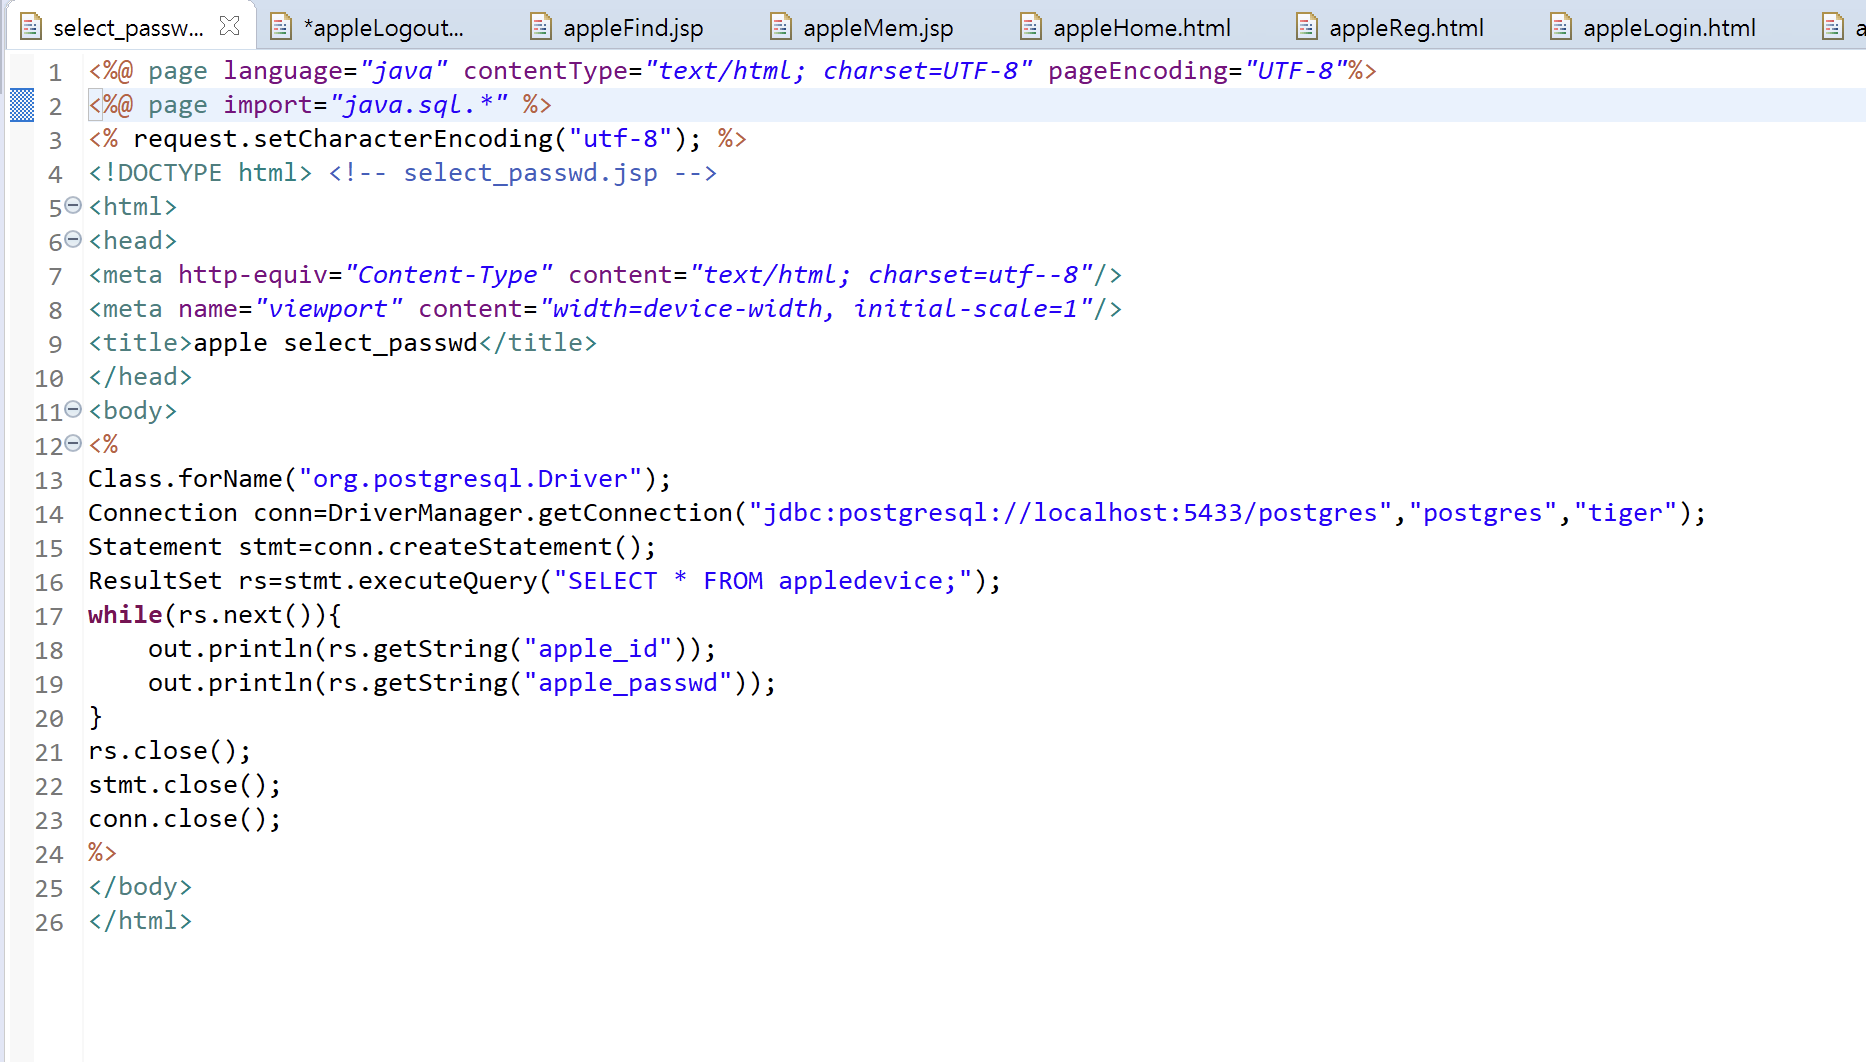 select_passw... *appleLogout... appleFind.jsp appleMem.jsp appleHome.html appleReg.html appleLogin.html
1 <%@ page language="java" contentType="text/html; charset=UTF-8" pageEncoding="UTF-8"%>
2 <%@ page import="java.sql.*" %>
3 <% request.setCharacterEncoding("utf-8"); %>
4 <!DOCTYPE html> <!-- select_passwd.jsp -->
5 <html>
6 <head>
7 <meta http-equiv="Content-Type" content="text/html; charset=utf--8"/>
8 <meta name="viewport" content="width=device-width, initial-scale=1"/>
9 <title>apple select_passwd</title>
10 </head>
11 <body>
12 <%
13 Class.forName("org.postgresql.Driver");
14 Connection conn=DriverManager.getConnection("jdbc:postgresql://localhost:5433/postgres","postgres","tiger");
15 Statement stmt=conn.createStatement();
16 ResultSet rs=stmt.executeQuery("SELECT * FROM appledevice;");
17 while(rs.next()){
18     out.println(rs.getString("apple_id"));
19     out.println(rs.getString("apple_passwd"));
20 }
21 rs.close();
22 stmt.close();
23 conn.close();
24 %>
25 </body>
26 </html>